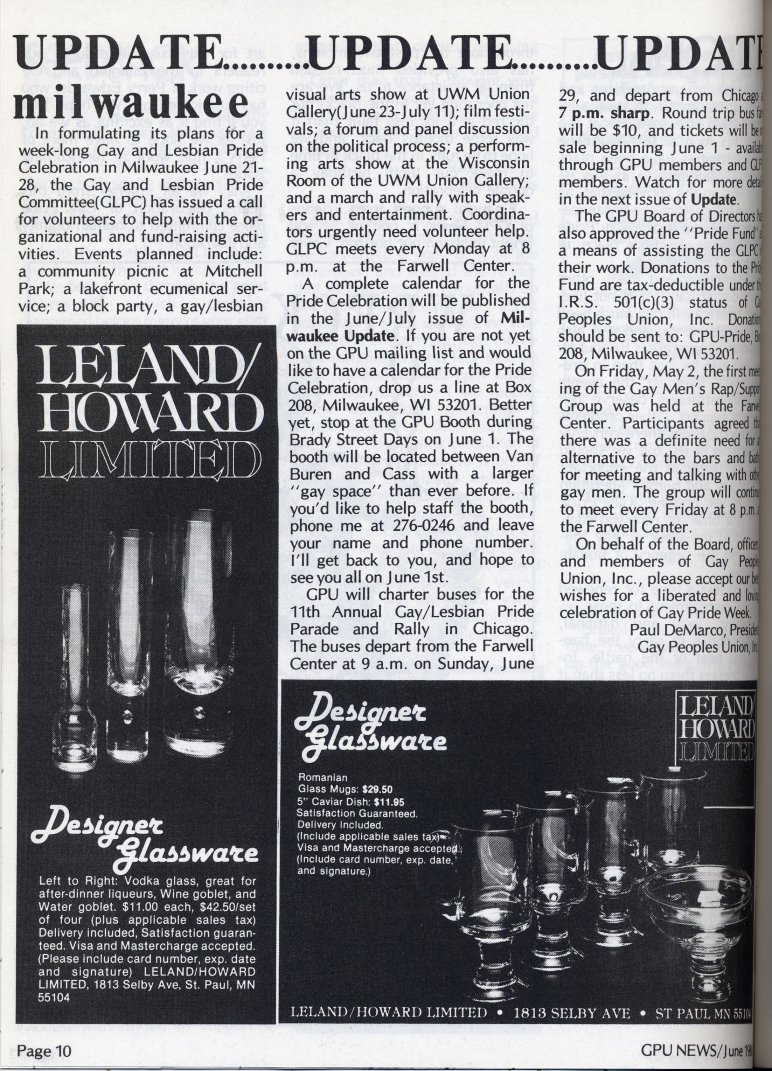 UPDATE..........UPDATE..........UPDATE
milwaukee
In formulating its plans for a
week-long Gay and Lesbian Pride
Celebration in Milwaukee June 21-
28, the Gay and Lesbian Pride
Committee(GLPC) has issued a call
for volunteers to help with the or-
ganizational and fund-raising acti-
vities. Events planned include:
a community picnic at Mitchell
Park; a lakefront ecumenical ser-
vice; a block party, a gay/lesbian
visual arts show at UWM Union
Gallery(June 23-July 11); film festi-
vals; a forum and panel discussion
on the political process; a perform-
ing arts show at the Wisconsin
Room of the UWM Union Gallery;
and a march and rally with speak-
ers and entertainment. Coordina-
tors urgently need volunteer help.
GLPC meets every Monday at 8
p.m. at the Farwell Center.
A complete calendar for the
Pride Celebration will be published
in the June/July issue of Mil-
waukee Update. If you are not yet
on the GPU mailing list and would
like to have a calendar for the Pride
Celebration, drop us a line at Box
208, Milwaukee, WI 53201. Better
yet, stop at the GPU Booth during
Brady Street Days on June 1. The
booth will be located between Van
Buren and Cass with a larger
"gay space" than ever before. If
you'd like to help staff the booth,
phone me at 276-0246 and leave
your name and phone number.
I'll get back to you, and hope to
see you all on June 1st.
GPU will charter buses for the
11th Annual Gay/Lesbian Pride
Parade and Rally in Chicago.
The buses depart from the Farwell
Center at 9 a.m. on Sunday, June
29, and depart from Chicago
7 p.m. sharp. Round trip bus
will be $10, and tickets will be
sale beginning June 1 -
through GPU members and
members. Watch for more
in the next issue of Update.
The GPU Board of Directors
also approved the "Pride Fund"
a means of assisting the GLPC
their work. Donations to the
Fund are tax-deductible under
I.R.S. 501(c)(3) status of
Peoples Union, Inc.
should be sent to: GPU-Pride,
208, Milwaukee, WI 53201.
On Friday, May 2, the first
ing of the Gay Men's Rap/
Group was held at the
Center. Participants agreed
there was a definite need for
alternative to the bars and
for meeting and talking with
gay men. The group will
to meet every Friday at 8 p.m.
the Farwell Center.
On behalf of the Board,
and members of Gay
Union, Inc., please accept our
wishes for a liberated and
celebration of Gay Pride Week.
Paul DeMarco,
Gay Peoples Union,
LELAND/
HOWARD
LIMITED
Designer
Glassware
Left to Right: Vodka glass, great for
after-dinner liqueurs, Wine goblet, and
Water goblet. $11.00 each, $42.50/set
of four (plus applicable sales tax)
Delivery included, Satisfaction guaran-
teed. Visa and Mastercharge accepted.
(Please include card number, exp. date
and signature) LELAND/HOWARD
LIMITED, 1813 Selby Ave, St. Paul, MN
55104
Designer
Glassware
LELAND
HOWARD
LIMITED
Romanian
Glass Mugs: $29.50
5" Caviar Dish: $11.95
Satisfaction Guaranteed.
Delivery included.
(Include applicable sales tax)
Visa and Mastercharge accepted.
(Include card number, exp. date,
and signature.)
LELAND/HOWARD LIMITED • 1813 SELBY AVE • ST PAUL MN 55104
Page 10
GPU NEWS/June